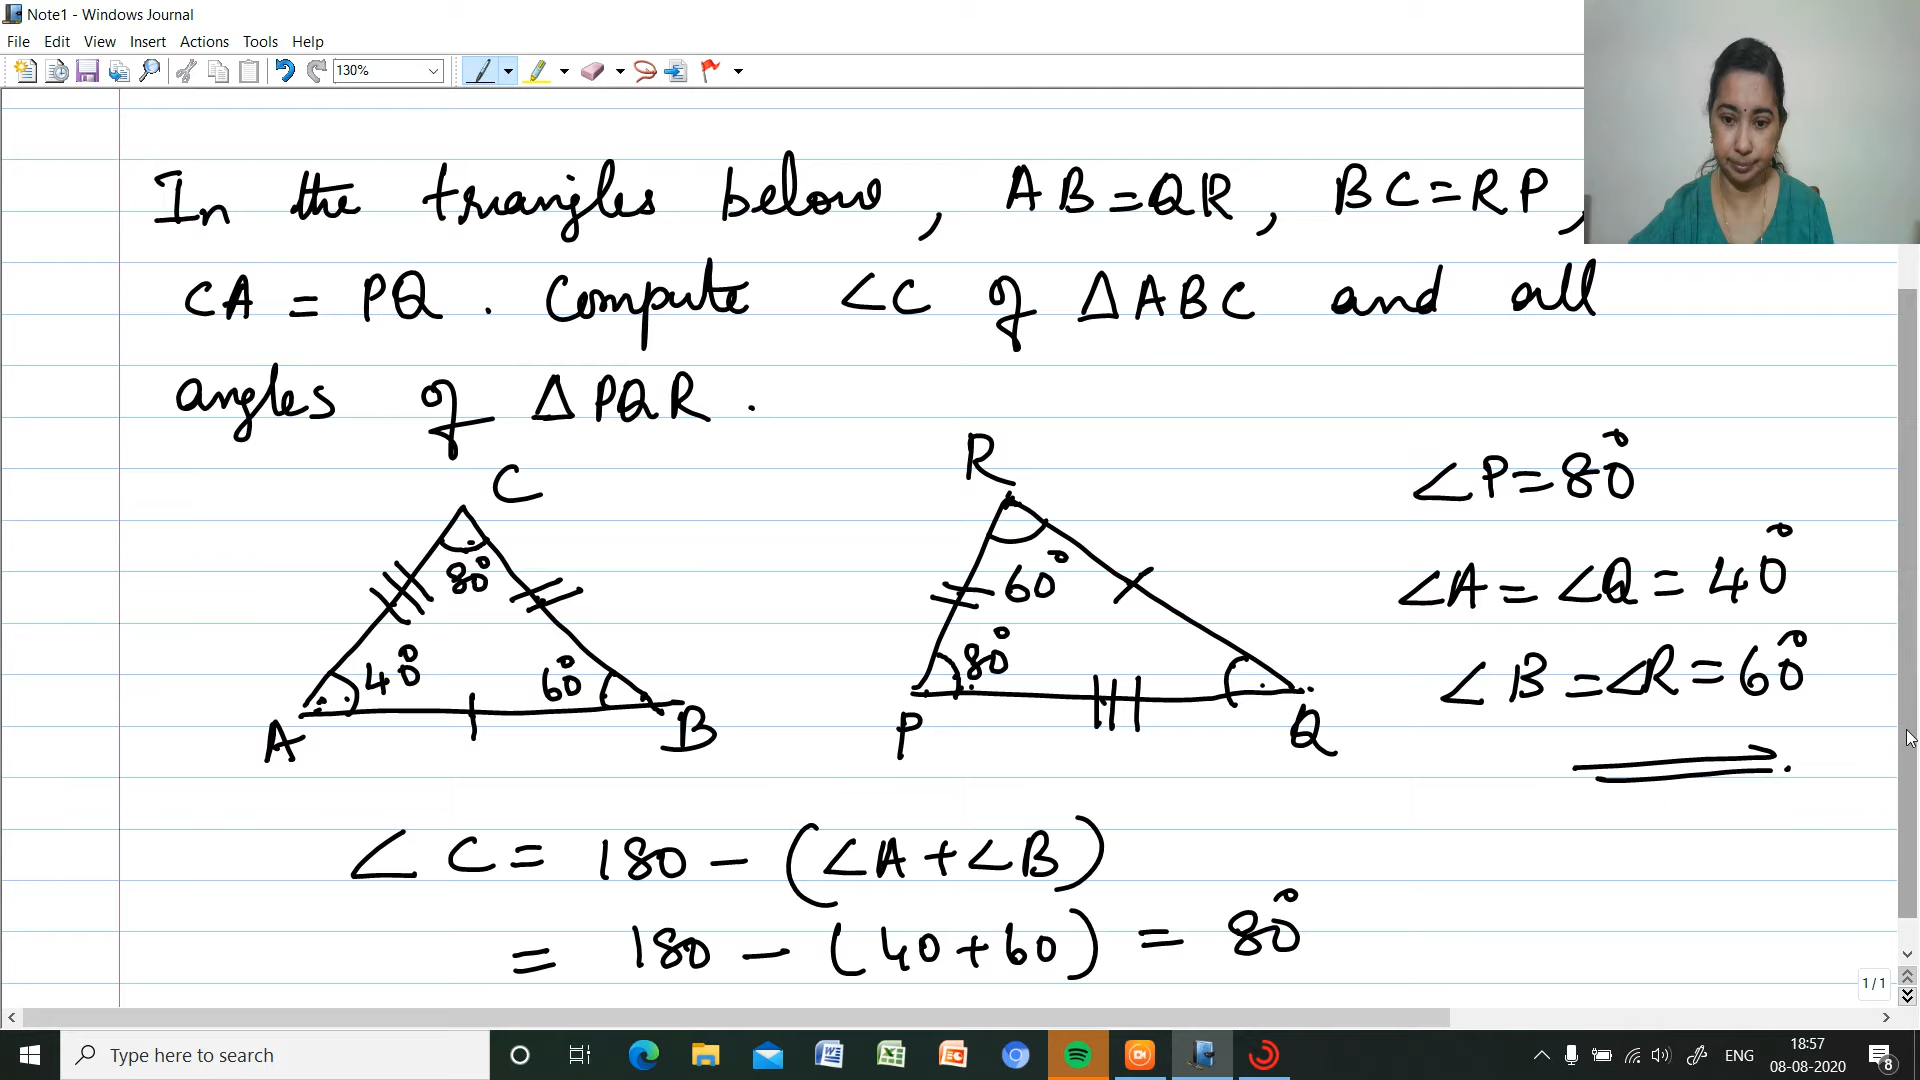 Note1 - Windows Journal
File Edit View Insert Actions Tools Help
130%
In the triangles below, AB=QR, BC=RP,
CA = PQ. Compute ∠C of ΔABC and all
angles of ΔPQR.
C
R
∠P=80°
80°
60°
∠A=∠Q=40°
40°
60°
80°
∠B=∠R=60°
A
B
P
Q
∠C= 180-(∠A+∠B)
= 180-(40+60) = 80°
1/1
Type here to search
ENG
18:57
08-08-2020
8